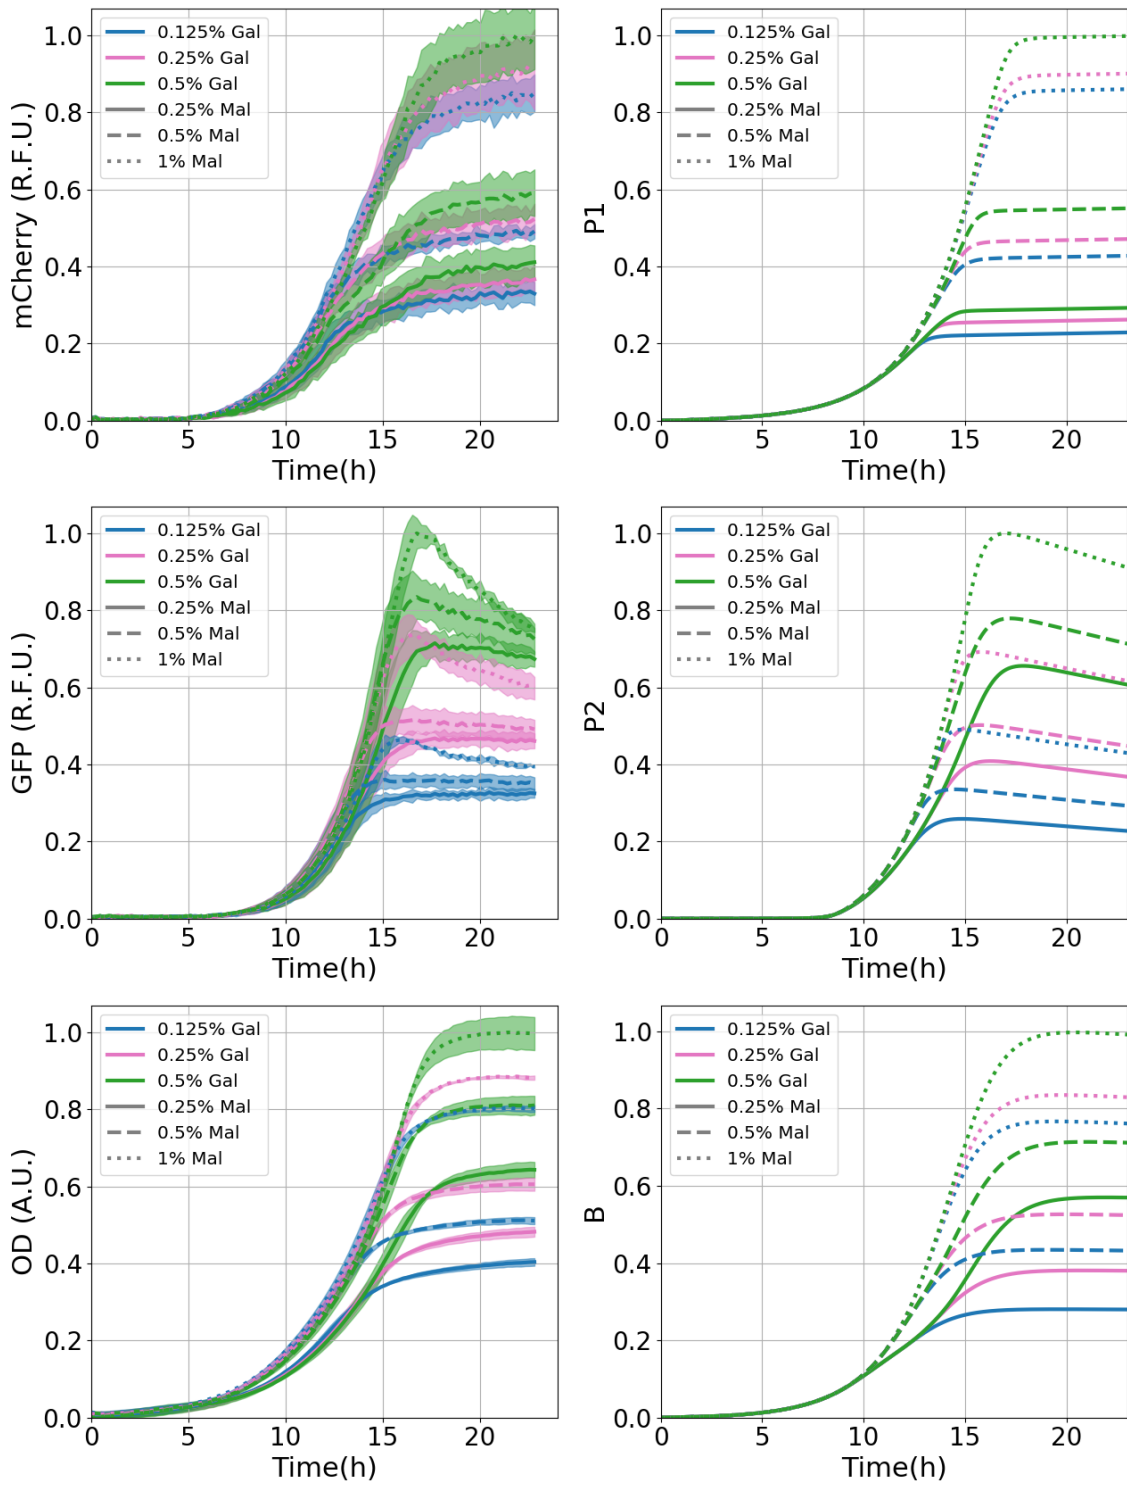 mCherry (R.F.U.)
1.0
0.8
0.6
0.4
0.2
0.0
0.125% Gal
0.25% Gal
0.5% Gal
0.25% Mal
0.5% Mal
1% Mal
0 5 10 15 20
Time(h)
P1
1.0
0.8
0.6
0.4
0.2
0.0
0.125% Gal
0.25% Gal
0.5% Gal
0.25% Mal
0.5% Mal
1% Mal
0 5 10 15 20
Time(h)
GFP (R.F.U.)
1.0
0.8
0.6
0.4
0.2
0.0
0.125% Gal
0.25% Gal
0.5% Gal
0.25% Mal
0.5% Mal
1% Mal
0 5 10 15 20
Time(h)
P2
1.0
0.8
0.6
0.4
0.2
0.0
0.125% Gal
0.25% Gal
0.5% Gal
0.25% Mal
0.5% Mal
1% Mal
0 5 10 15 20
Time(h)
OD (A.U.)
1.0
0.8
0.6
0.4
0.2
0.0
0.125% Gal
0.25% Gal
0.5% Gal
0.25% Mal
0.5% Mal
1% Mal
0 5 10 15 20
Time(h)
B
1.0
0.8
0.6
0.4
0.2
0.0
0.125% Gal
0.25% Gal
0.5% Gal
0.25% Mal
0.5% Mal
1% Mal
0 5 10 15 20
Time(h)